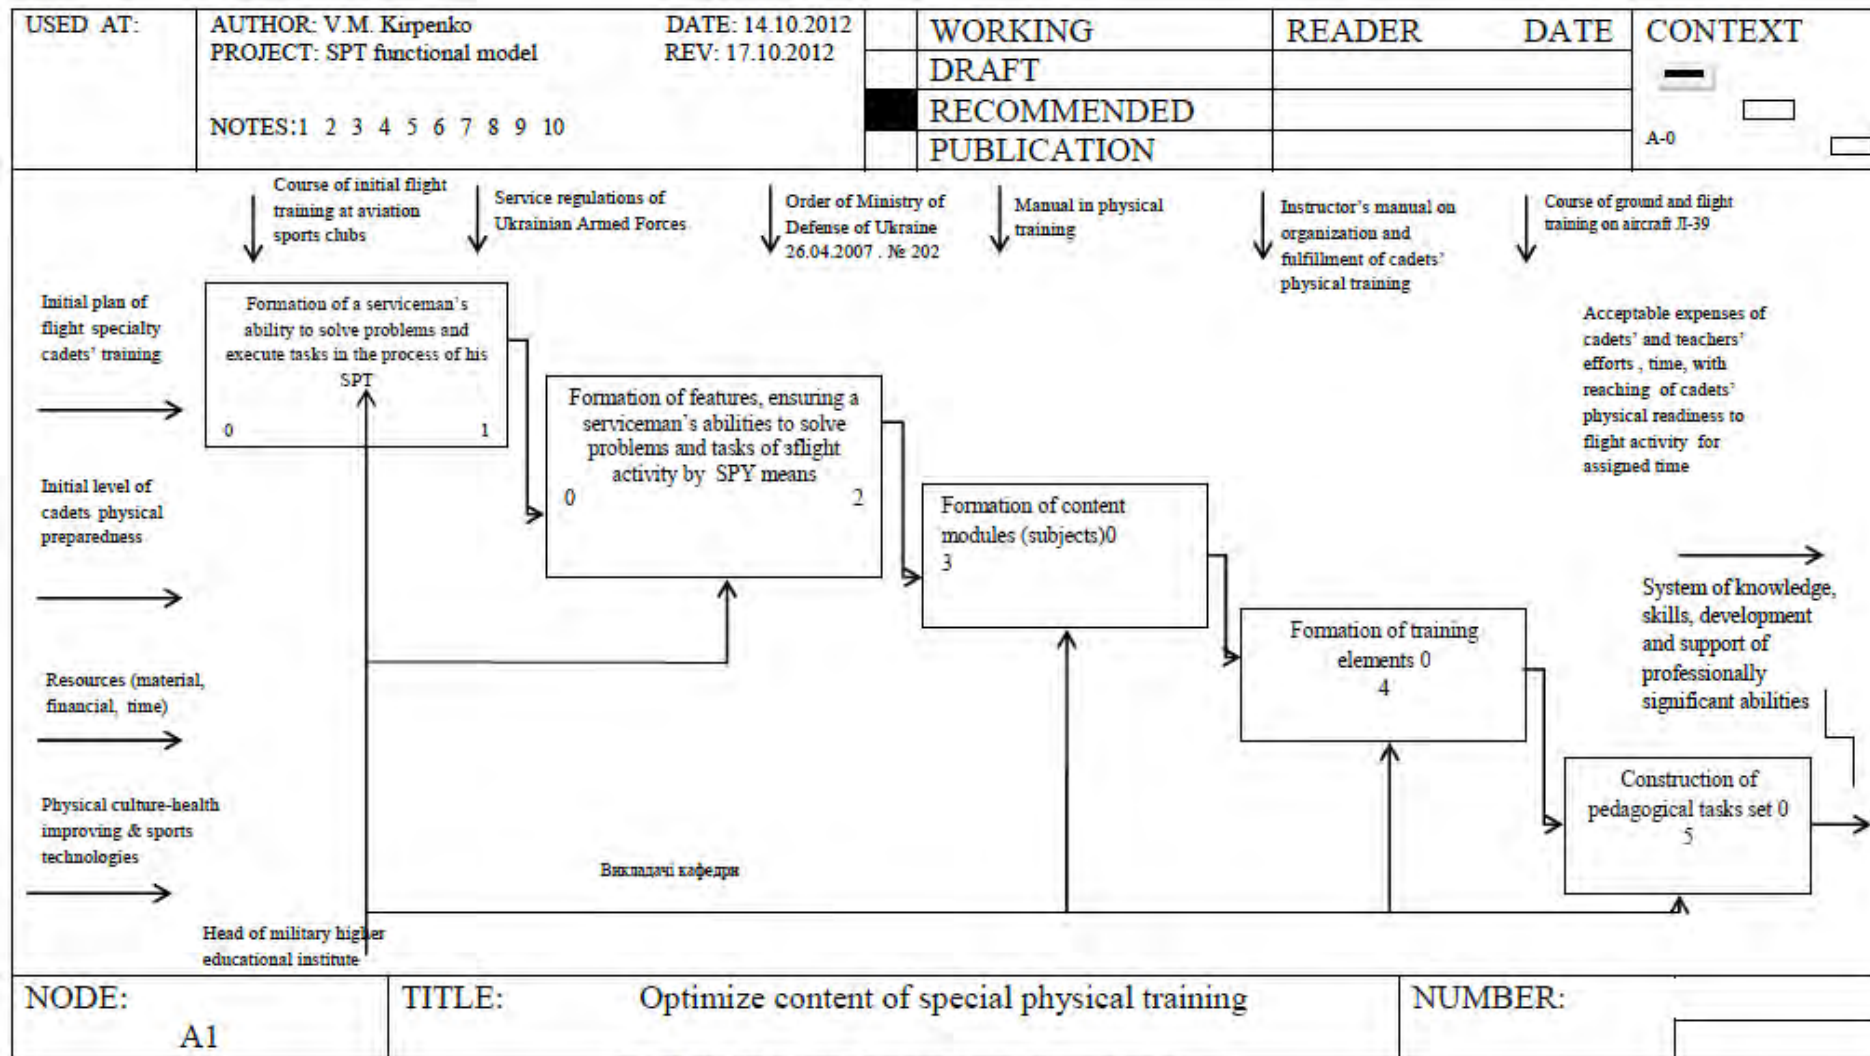 USED AT:
AUTHOR: V.M. Kirpenko
DATE: 14.10.2012
PROJECT: SPT functional model
REV: 17.10.2012
NOTES:1 2 3 4 5 6 7 8 9 10
WORKING
DRAFT
RECOMMENDED
PUBLICATION
READER
DATE
CONTEXT
A-0
Course of initial flight
training at aviation
sports clubs
Service regulations of
Ukrainian Armed Forces
Order of Ministry of
Defense of Ukraine
26.04.2007 . № 202
Manual in physical
training
Instructor's manual on
organization and
fulfillment of cadets'
physical training
Course of ground and flight
training on aircraft Л-39
Initial plan of
flight specialty
cadets' training
Initial level of
cadets physical
preparedness
Resources (material,
financial, time)
Physical culture-health
improving & sports
technologies
Formation of a serviceman's
ability to solve problems and
execute tasks in the process of his
SPT
0 1
Formation of features, ensuring a
serviceman's abilities to solve
problems and tasks of зflight
activity by SPY means
0 2
Formation of content
modules (subjects)0
3
Formation of training
elements 0
4
Construction of
pedagogical tasks set 0
5
Acceptable expenses of
cadets' and teachers'
efforts , time, with
reaching of cadets'
physical readiness to
flight activity for
assigned time
System of knowledge,
skills, development
and support of
professionally
significant abilities
Викладачі кафедри
Head of military higher
educational institute
NODE:
A1
TITLE:
Optimize content of special physical training
NUMBER: